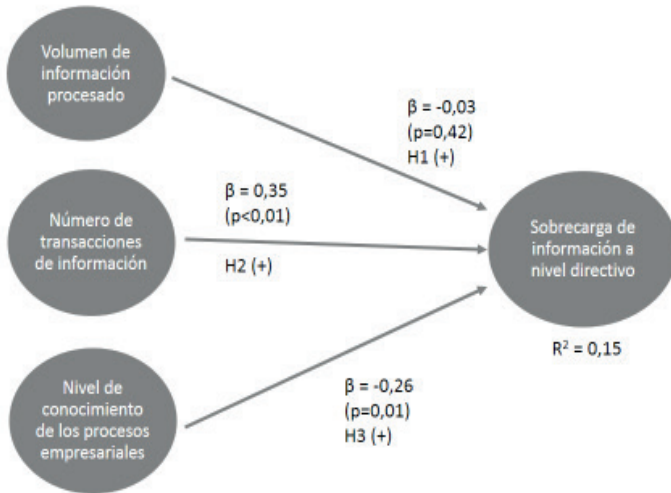 Volumen de
información
procesado
β = -0,03
(p=0,42)
H1 (+)
Número de
transacciones
de información
β = 0,35
(p<0,01)
H2 (+)
Sobrecarga de
información a
nivel directivo
R² = 0,15
Nivel de
conocimiento
de los procesos
empresariales
β = -0,26
(p=0,01)
H3 (+)